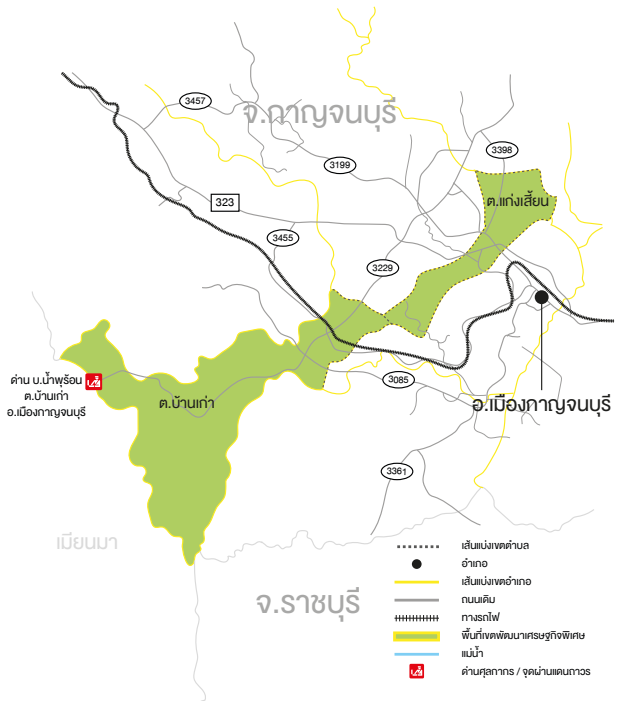 3457
จ.กาญจนบุรี
3199
3398
323
ต.แก่งเสี้ยน
3455
3229
ด่าน บ.น้ำพุร้อน
ต.บ้านเก่า
อ.เมืองกาญจนบุรี
ต.บ้านเก่า
3085
อ.เมืองกาญจนบุรี
3361
เมียนมา
จ.ราชบุรี
เส้นแบ่งเขตตำบล
อำเภอ
เส้นแบ่งเขตอำเภอ
ถนนเดิม
ทางรถไฟ
พื้นที่เขตพัฒนาเศรษฐกิจพิเศษ
แม่น้ำ
ด่านศุลกากร / จุดผ่านแดนถาวร